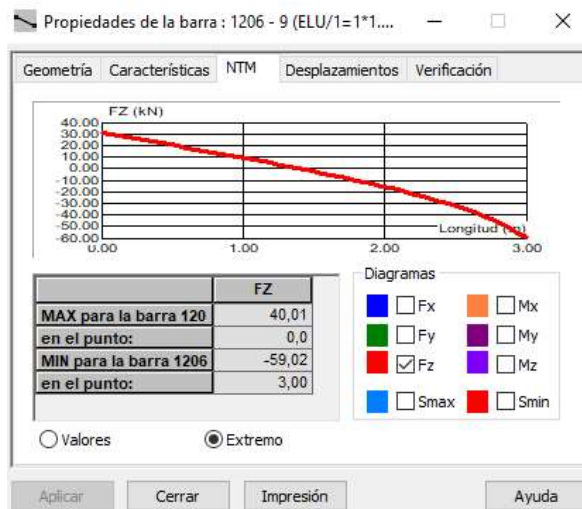 Propiedades de la barra : 1206 - 9 (ELU/1=1*1....
Geometría Características NTM Desplazamientos Verificación
FZ (kN)
40.00
30.00
20.00
10.00
0.00
-10.00
-20.00
-30.00
-40.00
-50.00
-60.00
Longitud (m)
0.00 1.00 2.00 3.00
FZ
MAX para la barra 120 40,01
en el punto: 0,0
MIN para la barra 1206 -59,02
en el punto: 3,00
Diagramas
Fx Mx
Fy My
Fz Mz
Smax Smin
Valores Extremo
Aplicar Cerrar Impresión Ayuda